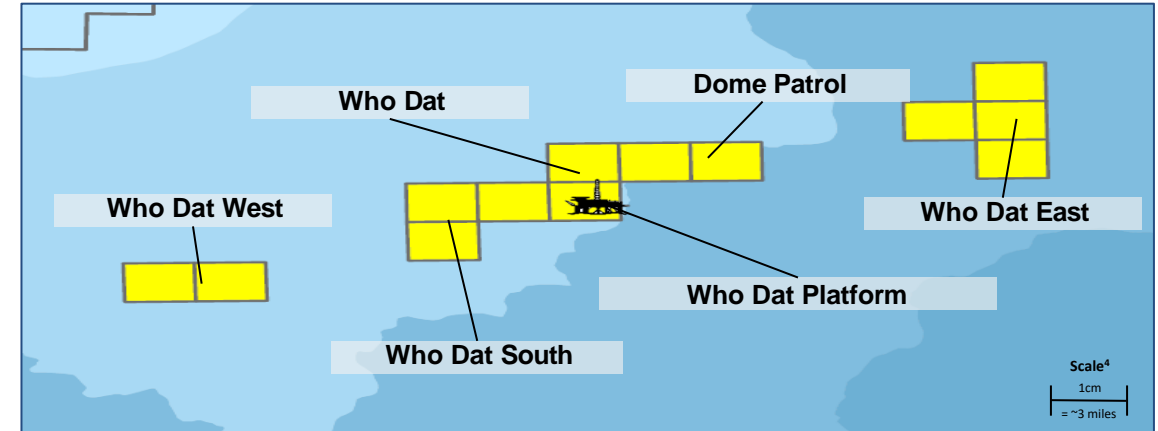 Dome Patrol
Who Dat
Who Dat West
Who Dat East
Who Dat Platform
Who Dat South
Scale⁴
1cm
= ~3 miles